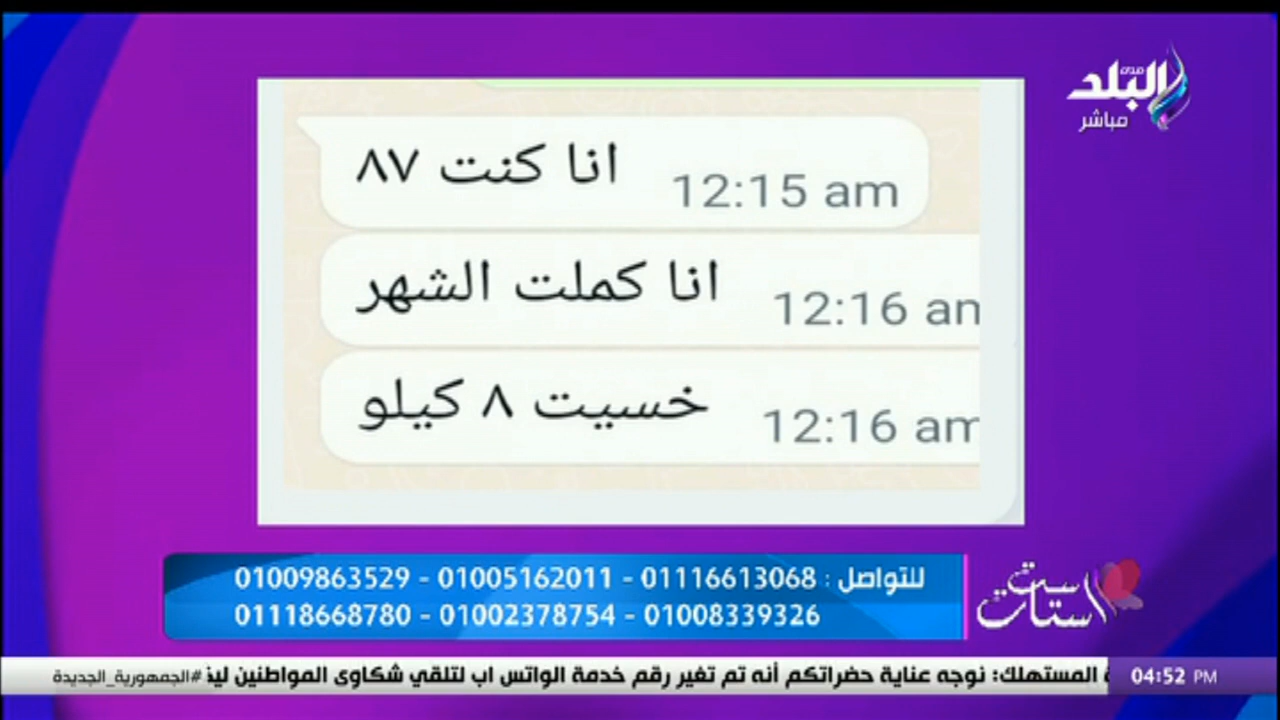 صدى
البلد
مباشر
انا كنت ٨٧
12:15 am
انا كملت الشهر
12:16 am
خسيت ٨ كيلو
12:16 am
للتواصل : 01116613068 - 01005162011 - 01009863529
01008339326 - 01002378754 - 01118668780
ست
ستات
المستهلك: نوجه عناية حضراتكم أنه تم تغير رقم خدمة الواتس اب لتلقي شكاوى المواطنين #الجمهورية_الجديدة
04:52 PM